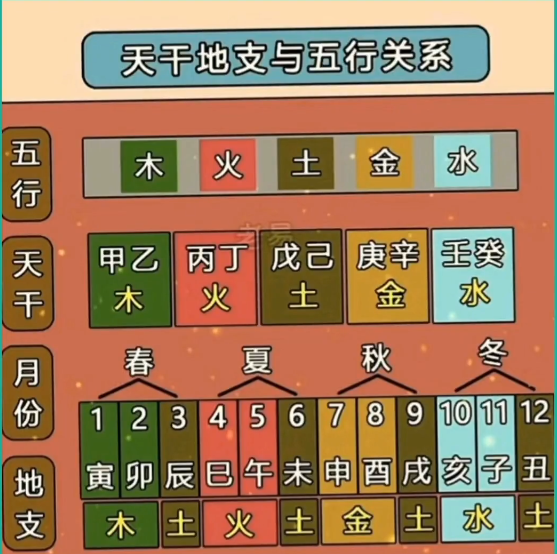 天干地支与五行关系
五行
木 火 土 金 水
老易
天干
甲乙 丙丁 戊己 庚辛 壬癸
木 火 土 金 水
月份
春 夏 秋 冬
1 2 3 4 5 6 7 8 9 10 11 12
地支
寅 卯 辰 巳 午 未 申 酉 戌 亥 子 丑
木 土 火 土 金 土 水 土